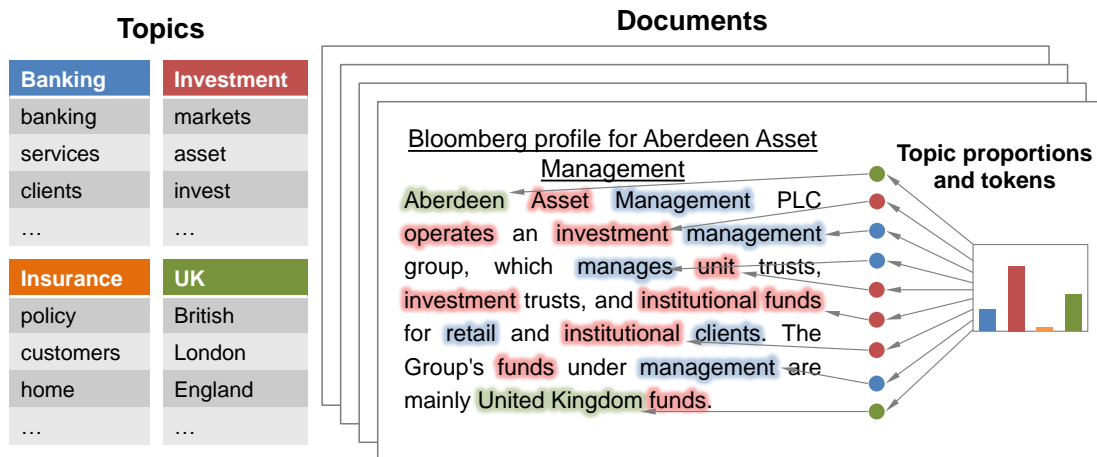 Topics
Documents
Banking
banking
services
clients
…
Investment
markets
asset
invest
…
Insurance
policy
customers
home
…
UK
British
London
England
…
Bloomberg profile for Aberdeen Asset
Management
Aberdeen Asset Management PLC
operates an investment management
group, which manages unit trusts,
investment trusts, and institutional funds
for retail and institutional clients. The
Group's funds under management are
mainly United Kingdom funds.
Topic proportions
and tokens